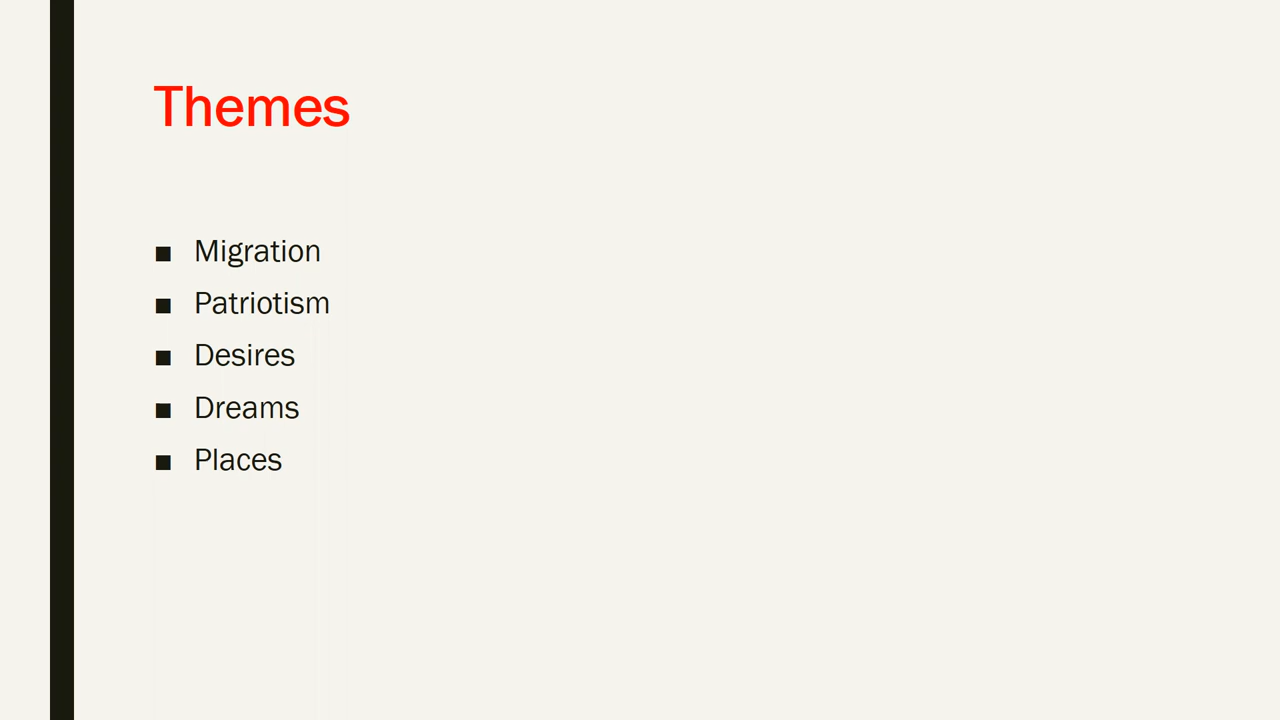 Themes
■ Migration
■ Patriotism
■ Desires
■ Dreams
■ Places